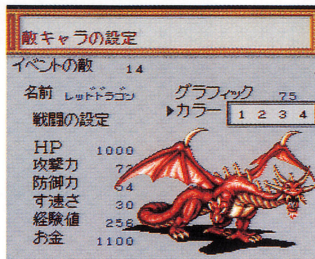 敵キャラの設定
イベントの敵 14
名前 レッドドラゴン
グラフィック 75
▶カラー 1 2 3 4
戦闘の設定
HP 1000
攻撃力
防御力
す速さ 30
経験値 256
お金 1100